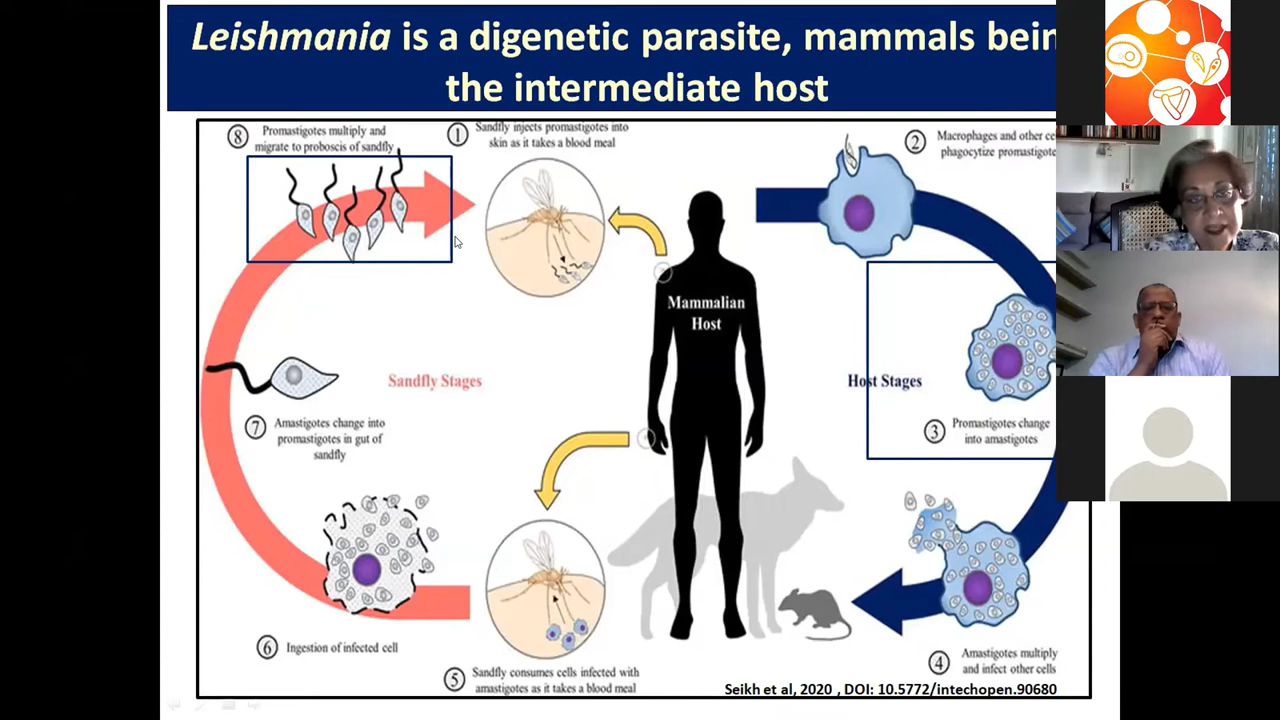 Leishmania is a digenetic parasite, mammals bein
the intermediate host
⑧ Promastigotes multiply and
migrate to proboscis of sandfly
① Sandfly injects promastigotes into
skin as it takes a blood meal
② Macrophages and other ce
phagocytize promastigote
Mammalian
Host
Sandfly Stages
Host Stages
⑦ Amastigotes change into
promastigotes in gut of
sandfly
③ Promastigotes change
into amastigotes
⑥ Ingestion of infected cell
⑤ Sandfly consumes cells infected with
amastigotes as it takes a blood meal
④ Amastigotes multiply
and infect other cells
Seikh et al, 2020 , DOI: 10.5772/intechopen.90680